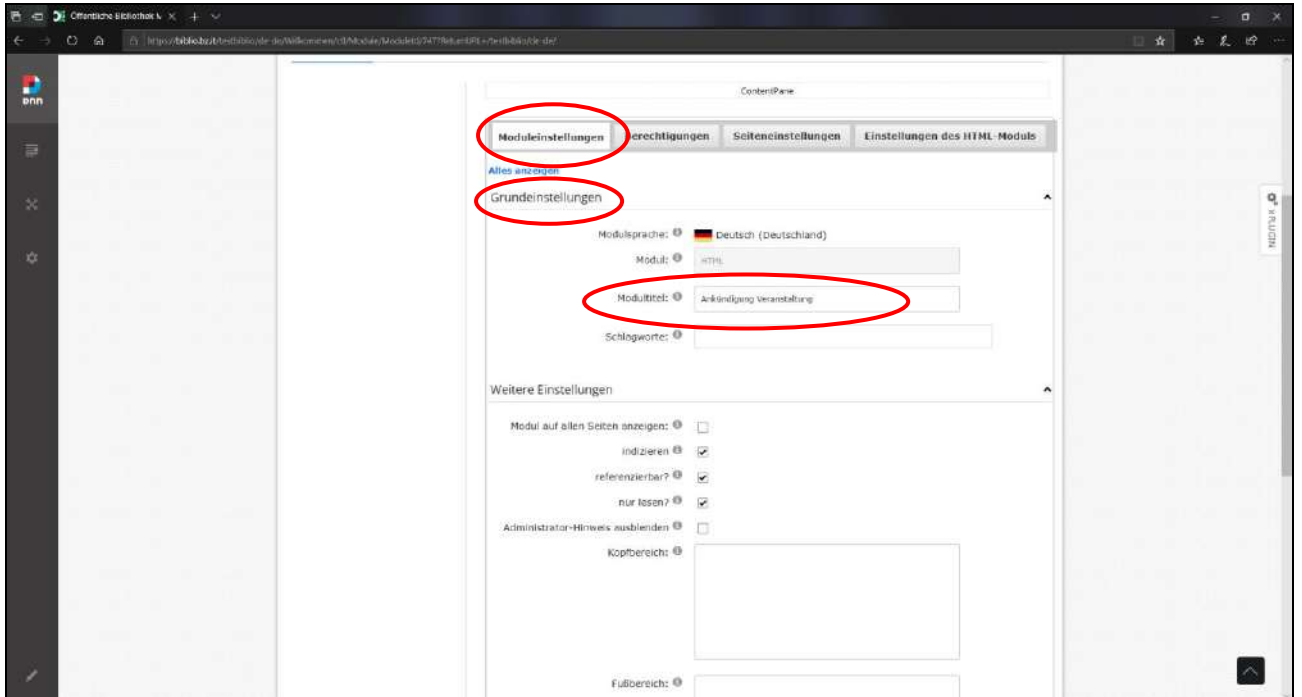 Öffentliche Bibliothek
dnn
ContentPane
Moduleinstellungen Berechtigungen Seiteneinstellungen Einstellungen des HTML-Moduls
Alles anzeigen
Grundeinstellungen
Modulsprache: Deutsch (Deutschland)
Modul: HTML
Modultitel: Ankündigung Veranstaltung
Schlagworte:
Weitere Einstellungen
Modul auf allen Seiten anzeigen:
indizieren
referenzierbar?
nur lesen?
Administrator-Hinweis ausblenden
Kopfbereich:
Fußbereich: